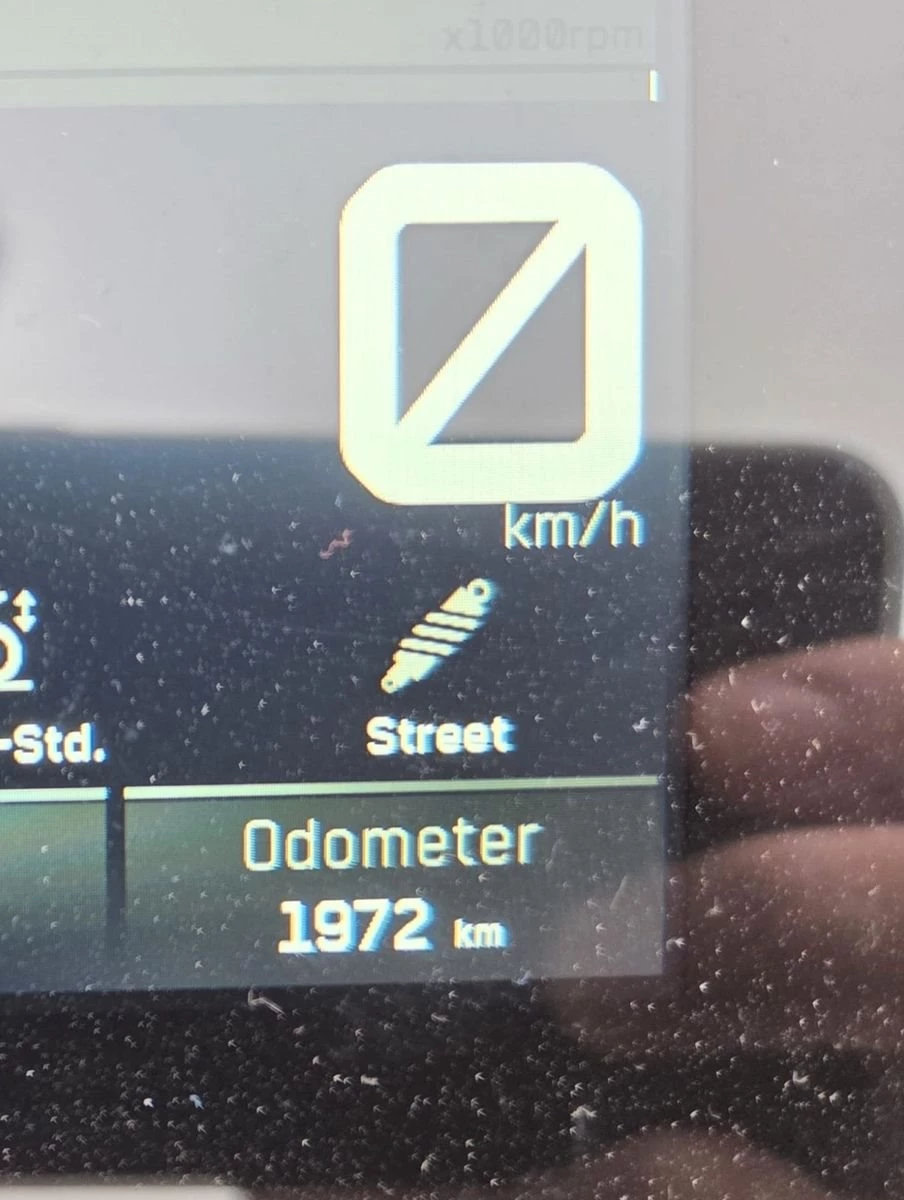 x1000rpm
0
km/h
-Std.
Street
Odometer
1972 km